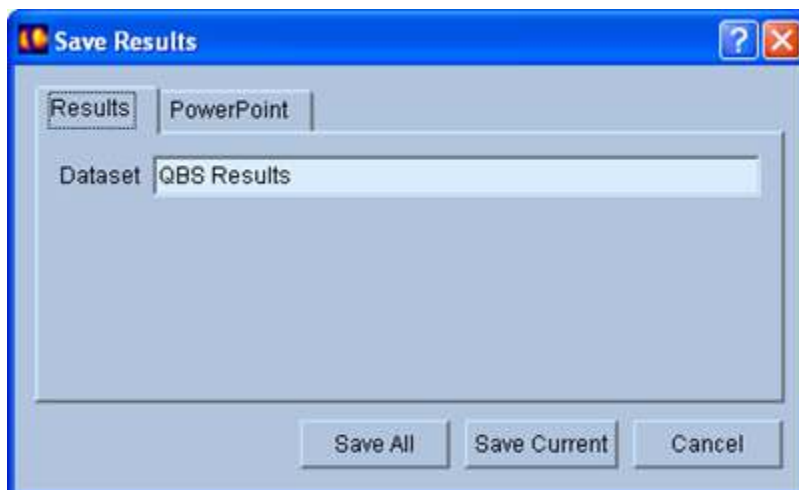 Save Results
Results PowerPoint
Dataset QBS Results
Save All Save Current Cancel